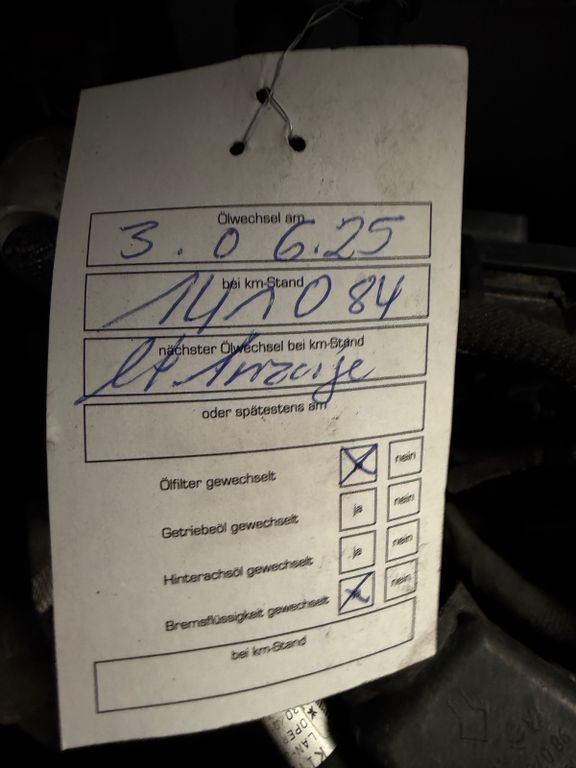 Ölwechsel am
3.06.25
bei km-Stand
141084
nächster Ölwechsel bei km-Stand
lt Anzeige
oder spätestens am
Ölfilter gewechselt nein
Getriebeöl gewechselt ja nein
Hinterachsöl gewechselt ja nein
Bremsflüssigkeit gewechselt nein
bei km-Stand